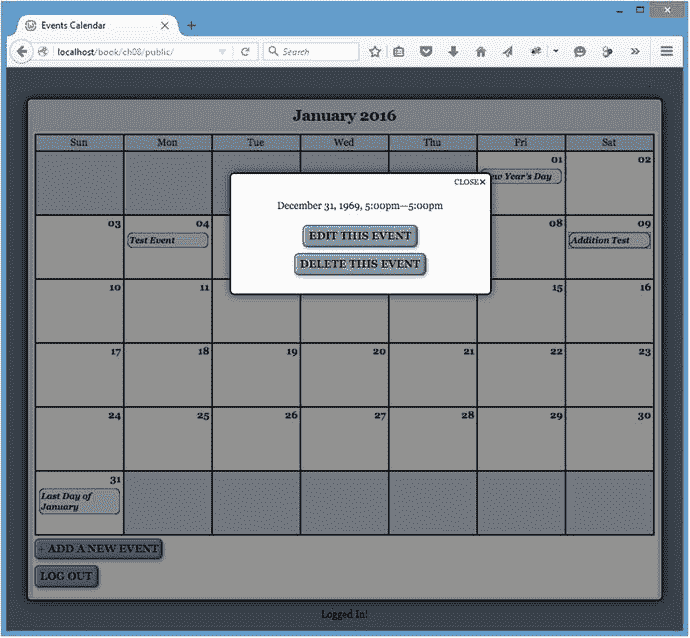 Events Calendar
localhost/book/ch08/public/
Search
January 2016
Sun Mon Tue Wed Thu Fri Sat
01 02
ew Year's Day
CLOSE✕
December 31, 1969, 5:00pm—5:00pm
EDIT THIS EVENT
DELETE THIS EVENT
03 04 08 09
Test Event Addition Test
10 11 15 16
17 18 19 20 21 22 23
24 25 26 27 28 29 30
31
Last Day of
January
+ ADD A NEW EVENT
LOG OUT
Logged In!